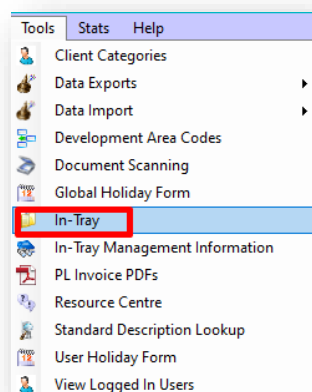 Tools Stats Help
Client Categories
Data Exports
Data Import
Development Area Codes
Document Scanning
Global Holiday Form
In-Tray
In-Tray Management Information
PL Invoice PDFs
Resource Centre
Standard Description Lookup
User Holiday Form
View Logged In Users